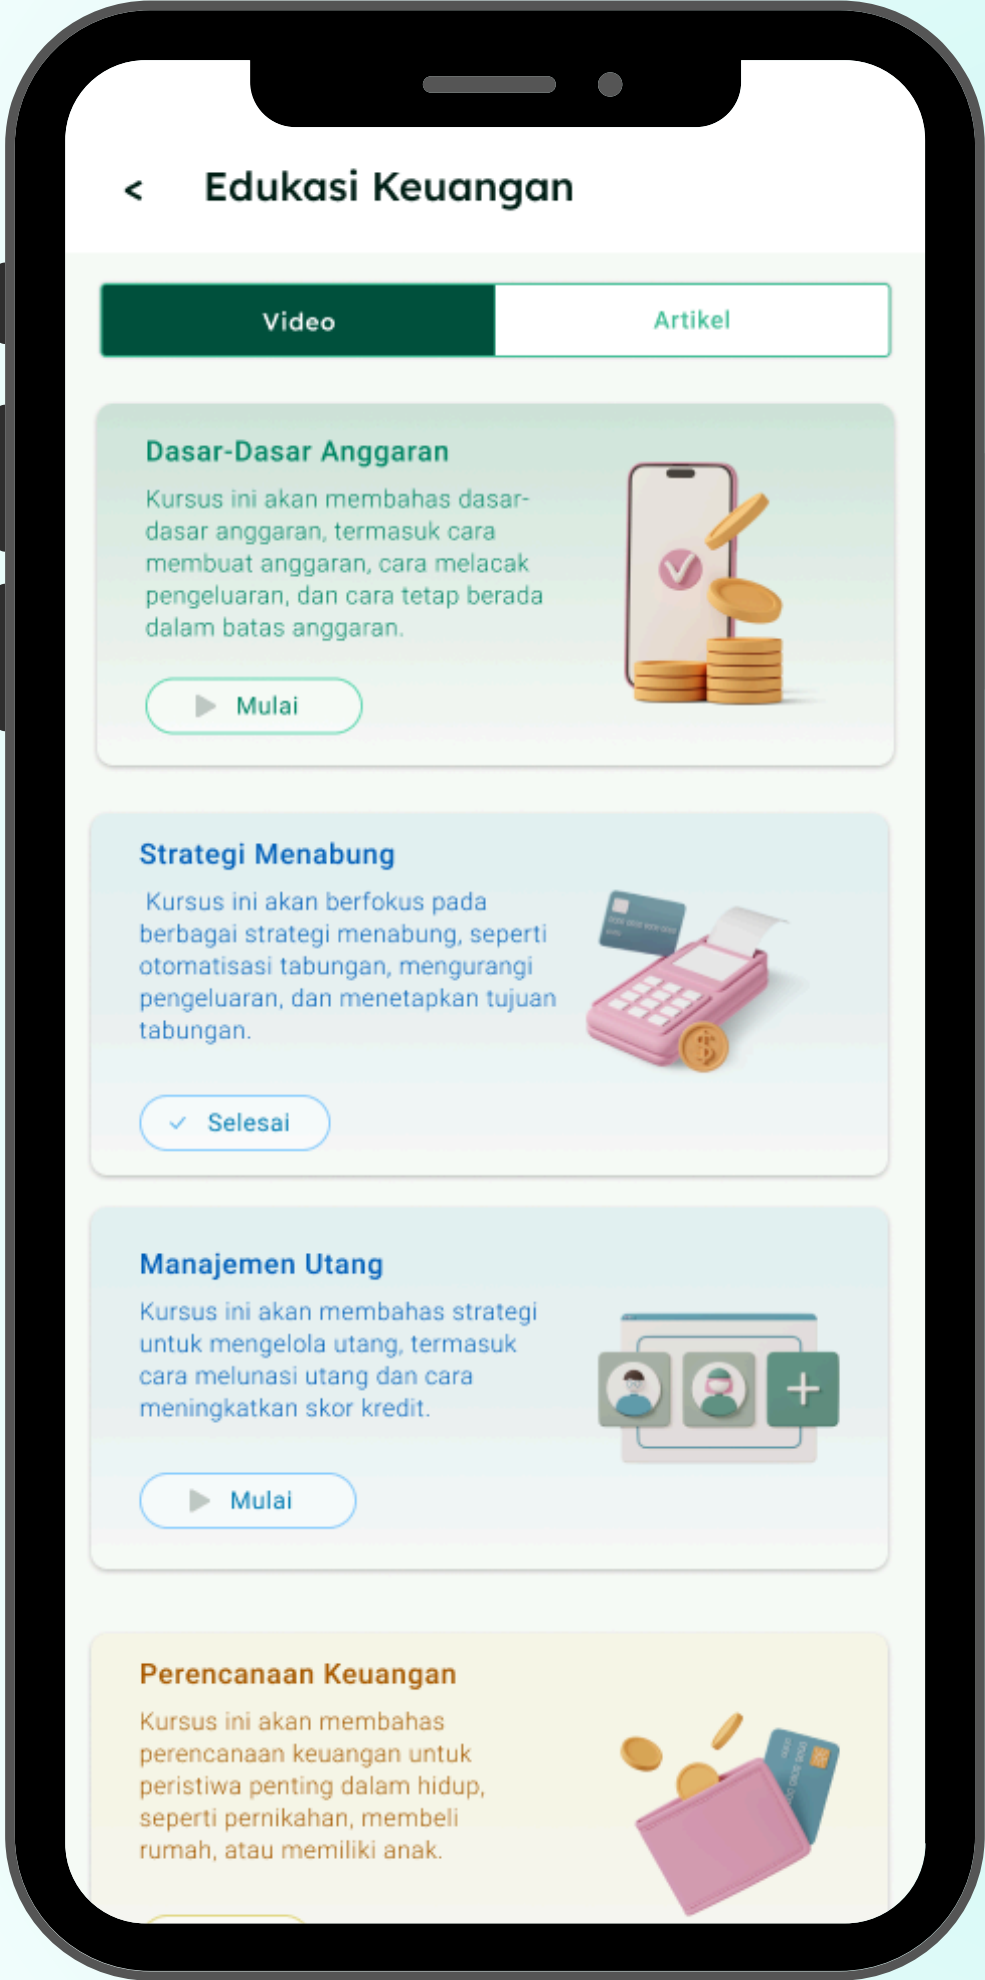 < Edukasi Keuangan
Video
Artikel
Dasar-Dasar Anggaran
Kursus ini akan membahas dasar-
dasar anggaran, termasuk cara
membuat anggaran, cara melacak
pengeluaran, dan cara tetap berada
dalam batas anggaran.
Mulai
Strategi Menabung
Kursus ini akan berfokus pada
berbagai strategi menabung, seperti
otomatisasi tabungan, mengurangi
pengeluaran, dan menetapkan tujuan
tabungan.
Selesai
Manajemen Utang
Kursus ini akan membahas strategi
untuk mengelola utang, termasuk
cara melunasi utang dan cara
meningkatkan skor kredit.
Mulai
Perencanaan Keuangan
Kursus ini akan membahas
perencanaan keuangan untuk
peristiwa penting dalam hidup,
seperti pernikahan, membeli
rumah, atau memiliki anak.